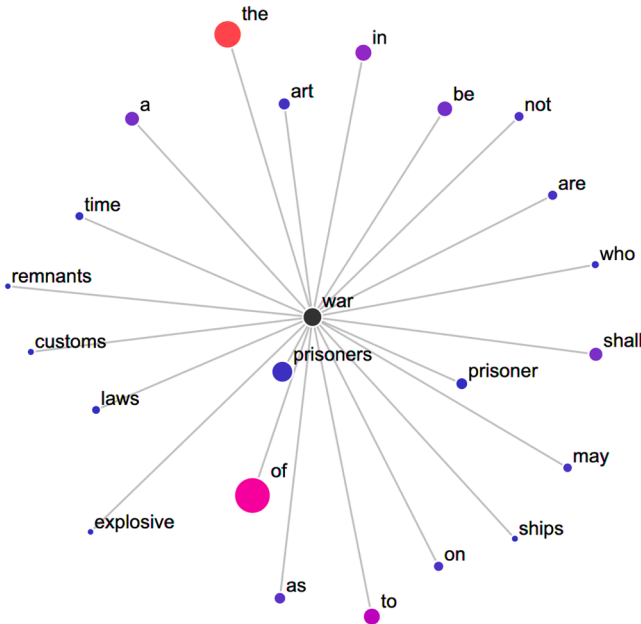 the
in
art
be
a
not
are
time
who
remnants
war
customs
shall
prisoners
prisoner
laws
may
of
explosive
ships
on
as
to